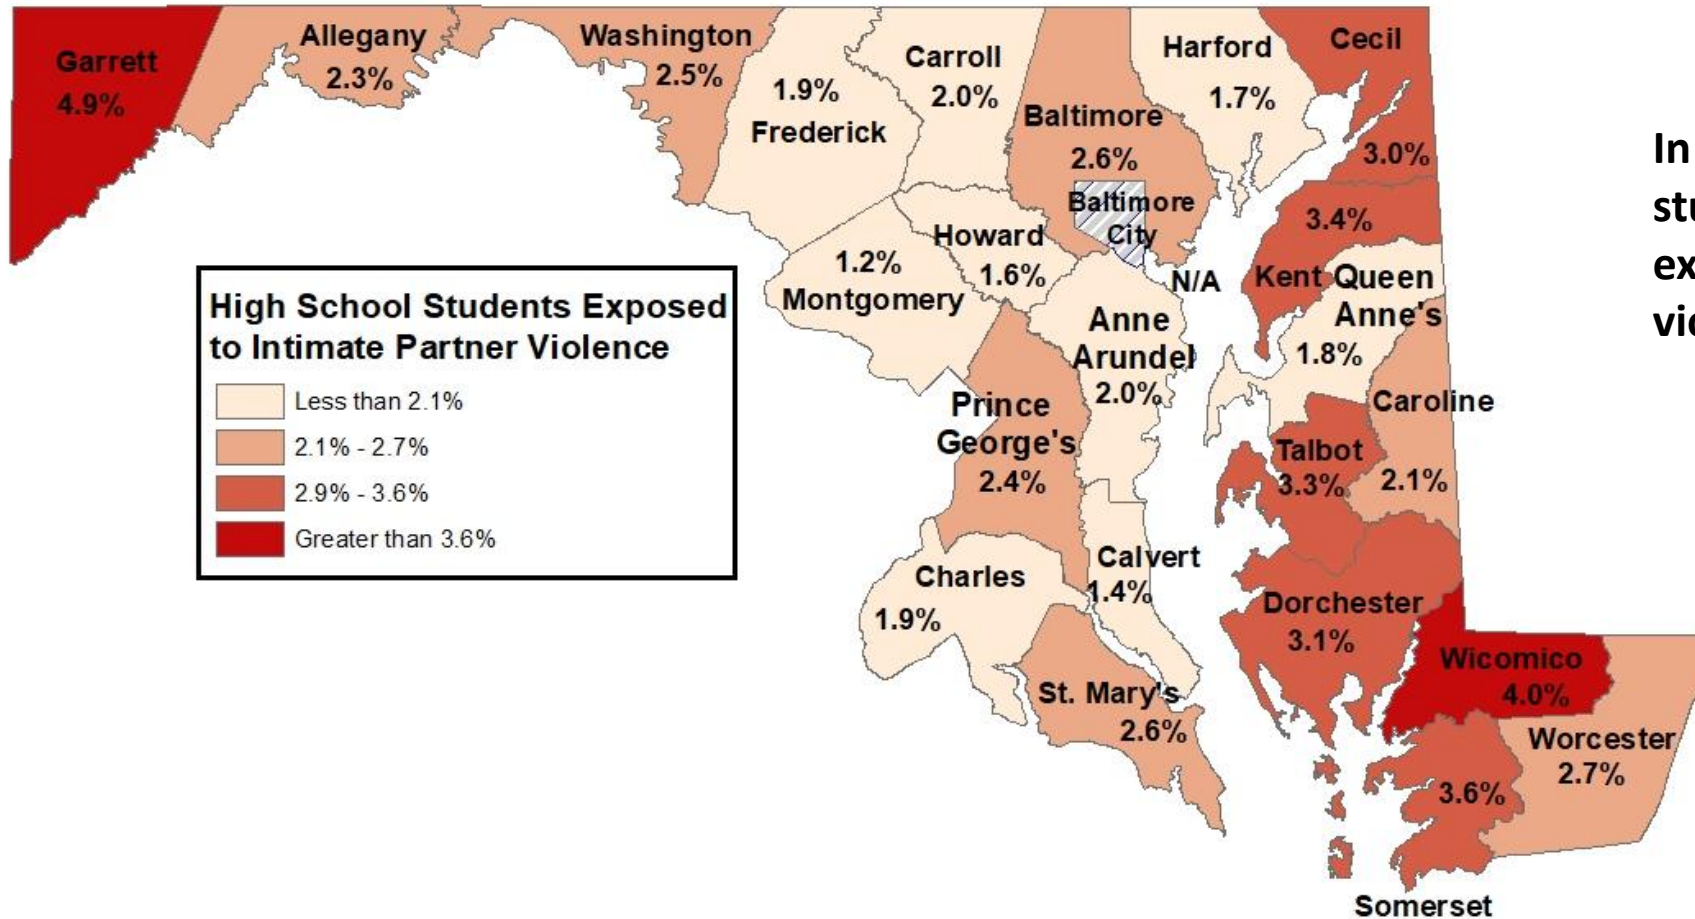 Garrett
4.9%
Allegany
2.3%
Washington
2.5%
1.9%
Frederick
Carroll
2.0%
Baltimore
2.6%
Baltimore
City
N/A
Harford
1.7%
Cecil
3.0%
3.4%
Kent
Queen
Anne's
1.8%
Howard
1.6%
1.2%
Montgomery
Anne
Arundel
2.0%
Prince
George's
2.4%
Caroline
2.1%
Talbot
3.3%
Calvert
1.4%
Charles
1.9%
St. Mary's
2.6%
Dorchester
3.1%
Wicomico
4.0%
Worcester
2.7%
3.6%
Somerset
High School Students Exposed
to Intimate Partner Violence
Less than 2.1%
2.1% - 2.7%
2.9% - 3.6%
Greater than 3.6%
In